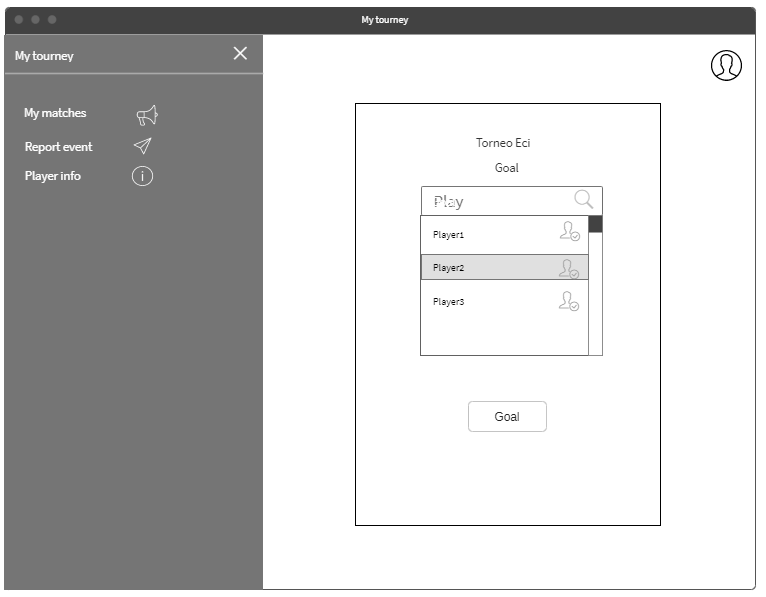 My tourney
My tourney
My matches
Report event
Player info
Torneo Eci
Goal
Play
Player1
Player2
Player3
Goal